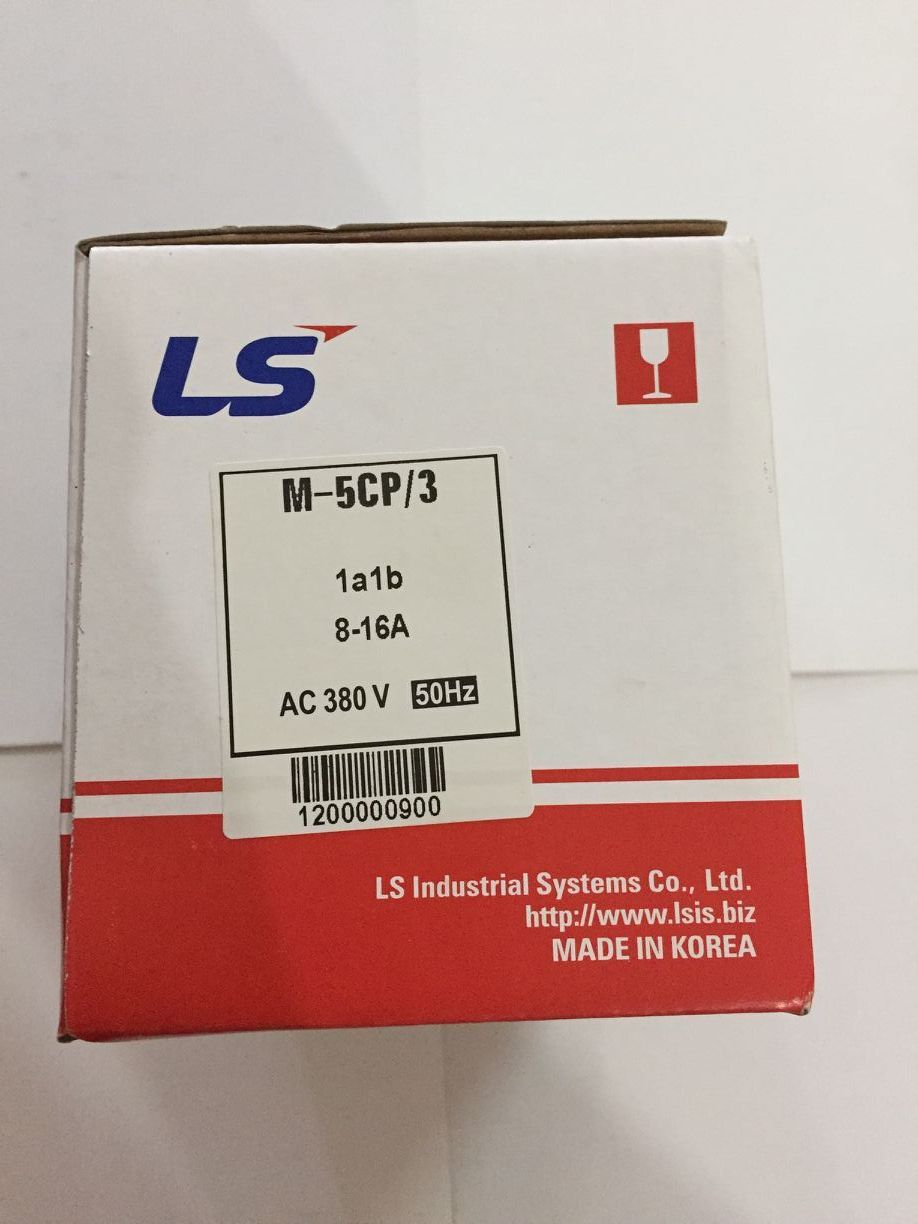 LS
M-5CP/3
1a1b
8-16A
AC 380 V 50Hz
1200000900
LS Industrial Systems Co., Ltd.
http://www.lsis.biz
MADE IN KOREA